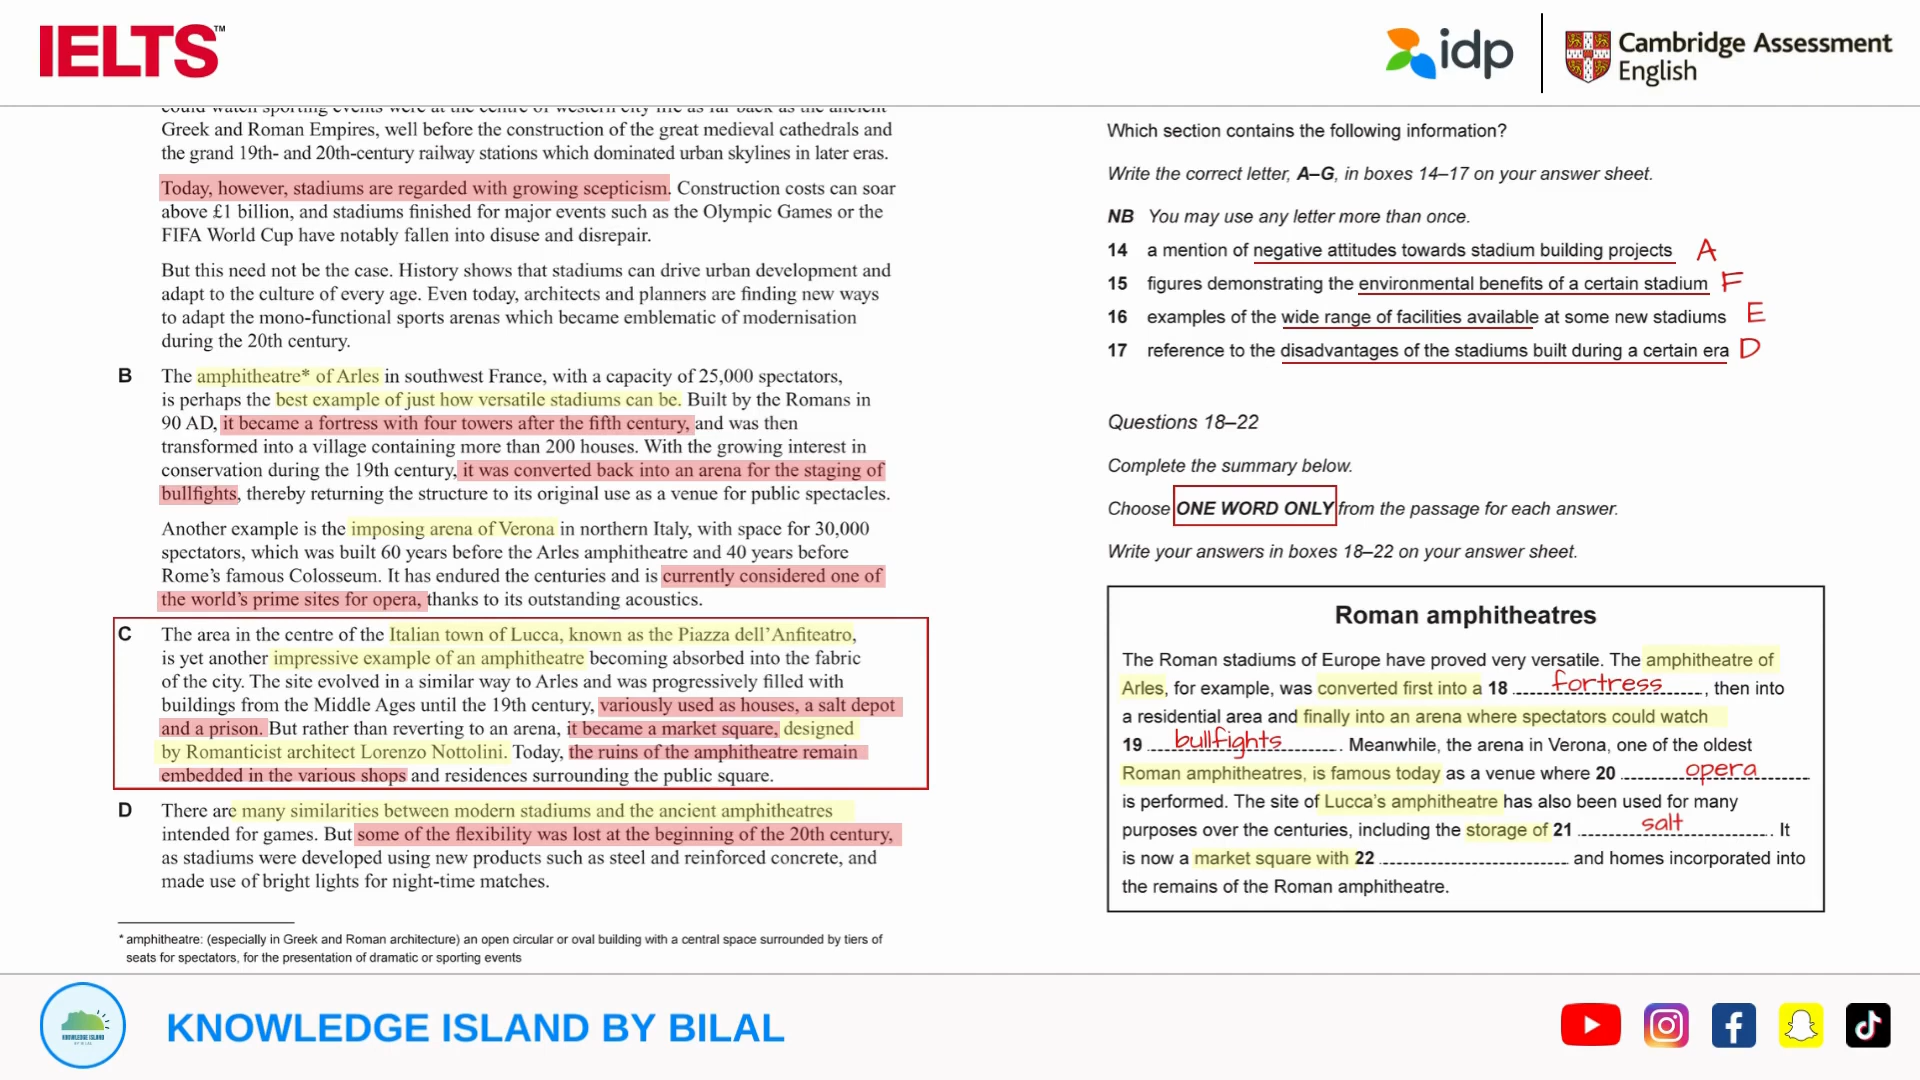 IELTS™
idp
Cambridge Assessment
English
could watch sporting events were at the centre of western city life as far back as the ancient
Greek and Roman Empires, well before the construction of the great medieval cathedrals and
the grand 19th- and 20th-century railway stations which dominated urban skylines in later eras.
Today, however, stadiums are regarded with growing scepticism. Construction costs can soar
above £1 billion, and stadiums finished for major events such as the Olympic Games or the
FIFA World Cup have notably fallen into disuse and disrepair.
But this need not be the case. History shows that stadiums can drive urban development and
adapt to the culture of every age. Even today, architects and planners are finding new ways
to adapt the mono-functional sports arenas which became emblematic of modernisation
during the 20th century.
B The amphitheatre* of Arles in southwest France, with a capacity of 25,000 spectators,
is perhaps the best example of just how versatile stadiums can be. Built by the Romans in
90 AD, it became a fortress with four towers after the fifth century, and was then
transformed into a village containing more than 200 houses. With the growing interest in
conservation during the 19th century, it was converted back into an arena for the staging of
bullfights, thereby returning the structure to its original use as a venue for public spectacles.
Another example is the imposing arena of Verona in northern Italy, with space for 30,000
spectators, which was built 60 years before the Arles amphitheatre and 40 years before
Rome's famous Colosseum. It has endured the centuries and is currently considered one of
the world's prime sites for opera, thanks to its outstanding acoustics.
C The area in the centre of the Italian town of Lucca, known as the Piazza dell'Anfiteatro,
is yet another impressive example of an amphitheatre becoming absorbed into the fabric
of the city. The site evolved in a similar way to Arles and was progressively filled with
buildings from the Middle Ages until the 19th century, variously used as houses, a salt depot
and a prison. But rather than reverting to an arena, it became a market square, designed
by Romanticist architect Lorenzo Nottolini. Today, the ruins of the amphitheatre remain
embedded in the various shops and residences surrounding the public square.
D There are many similarities between modern stadiums and the ancient amphitheatres
intended for games. But some of the flexibility was lost at the beginning of the 20th century,
as stadiums were developed using new products such as steel and reinforced concrete, and
made use of bright lights for night-time matches.
* amphitheatre: (especially in Greek and Roman architecture) an open circular or oval building with a central space surrounded by tiers of
seats for spectators, for the presentation of dramatic or sporting events
Which section contains the following information?
Write the correct letter, A–G, in boxes 14–17 on your answer sheet.
NB You may use any letter more than once.
14 a mention of negative attitudes towards stadium building projects A
15 figures demonstrating the environmental benefits of a certain stadium F
16 examples of the wide range of facilities available at some new stadiums E
17 reference to the disadvantages of the stadiums built during a certain era D
Questions 18–22
Complete the summary below.
Choose ONE WORD ONLY from the passage for each answer.
Write your answers in boxes 18–22 on your answer sheet.
Roman amphitheatres
The Roman stadiums of Europe have proved very versatile. The amphitheatre of
Arles, for example, was converted first into a 18 fortress, then into
a residential area and finally into an arena where spectators could watch
19 bullfights. Meanwhile, the arena in Verona, one of the oldest
Roman amphitheatres, is famous today as a venue where 20 opera
is performed. The site of Lucca's amphitheatre has also been used for many
purposes over the centuries, including the storage of 21 salt. It
is now a market square with 22 ........ and homes incorporated into
the remains of the Roman amphitheatre.
KNOWLEDGE ISLAND
BY BILAL
KNOWLEDGE ISLAND BY BILAL